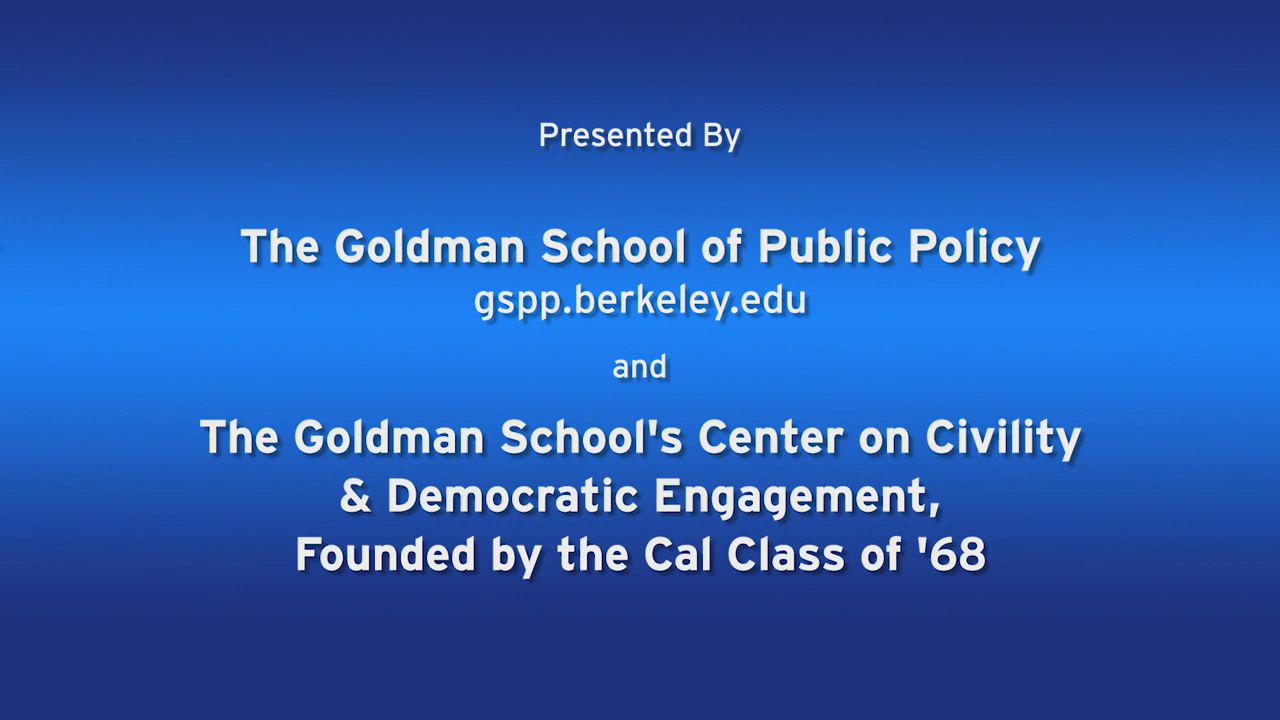 Presented By
The Goldman School of Public Policy
gspp.berkeley.edu
and
The Goldman School's Center on Civility
& Democratic Engagement,
Founded by the Cal Class of '68